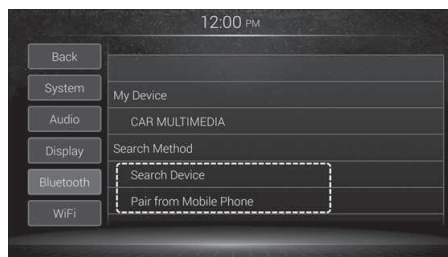 12:00 PM
Back
System
Audio
Display
Bluetooth
WiFi
My Device
CAR MULTIMEDIA
Search Method
Search Device
Pair from Mobile Phone